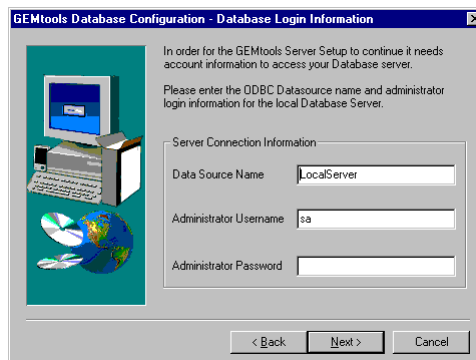 GEMtools Database Configuration - Database Login Information
In order for the GEMtools Server Setup to continue it needs
account information to access your Database server.
Please enter the ODBC Datasource name and administrator
login information for the local Database Server.
Server Connection Information
Data Source Name
LocalServer
Administrator Username
sa
Administrator Password
< Back
Next >
Cancel